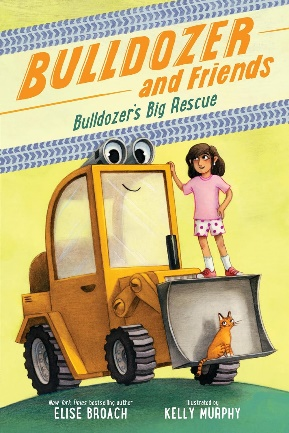 BULLDOZER
and Friends
Bulldozer's Big Rescue
New York Times bestselling author
ELISE BROACH
illustrated by
KELLY MURPHY